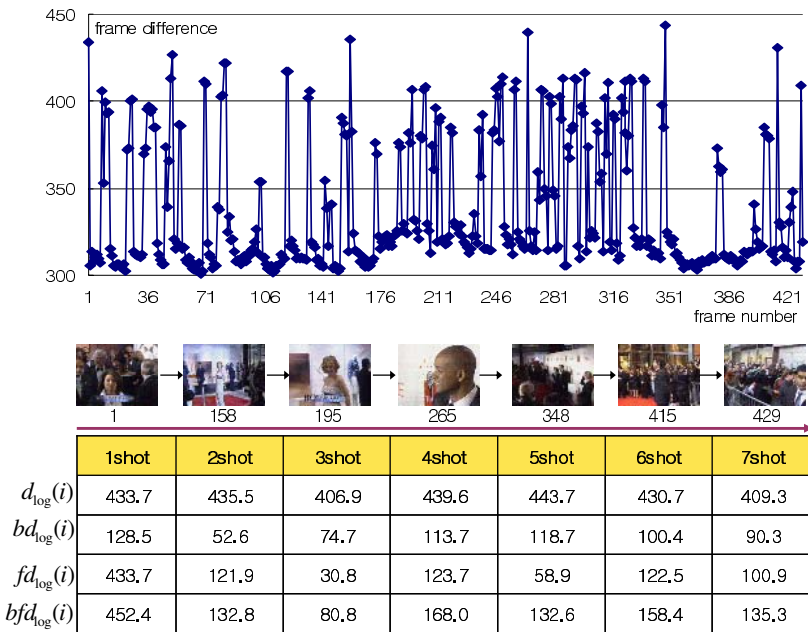 450
frame difference
400
350
300
1 36 71 106 141 176 211 246 281 316 351 386 421
frame number
1 158 195 265 348 415 429
1shot 2shot 3shot 4shot 5shot 6shot 7shot
d_log(i) 433.7 435.5 406.9 439.6 443.7 430.7 409.3
bd_log(i) 128.5 52.6 74.7 113.7 118.7 100.4 90.3
fd_log(i) 433.7 121.9 30.8 123.7 58.9 122.5 100.9
bfd_log(i) 452.4 132.8 80.8 168.0 132.6 158.4 135.3